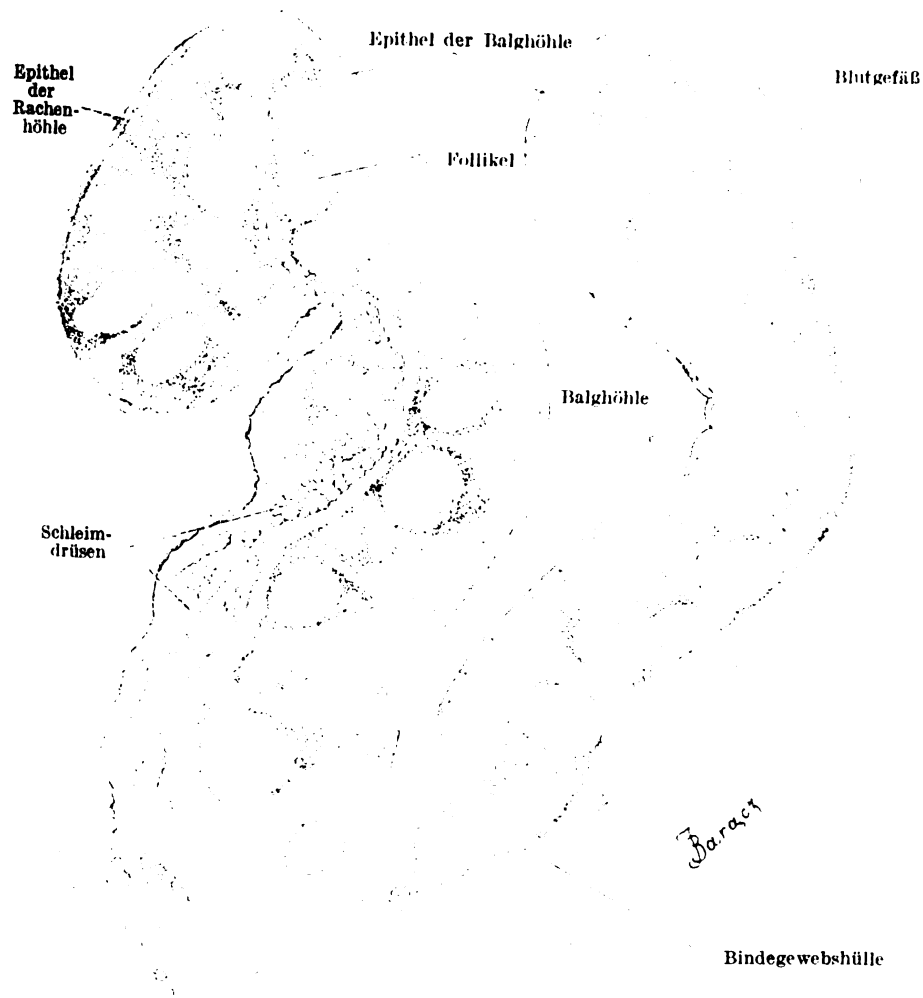 Epithel der Balghöhle
Blutgefäß
Epithel
der
Rachen-
höhle
Follikel
Balghöhle
Schleim-
drüsen
Baracz
Bindegewebshülle